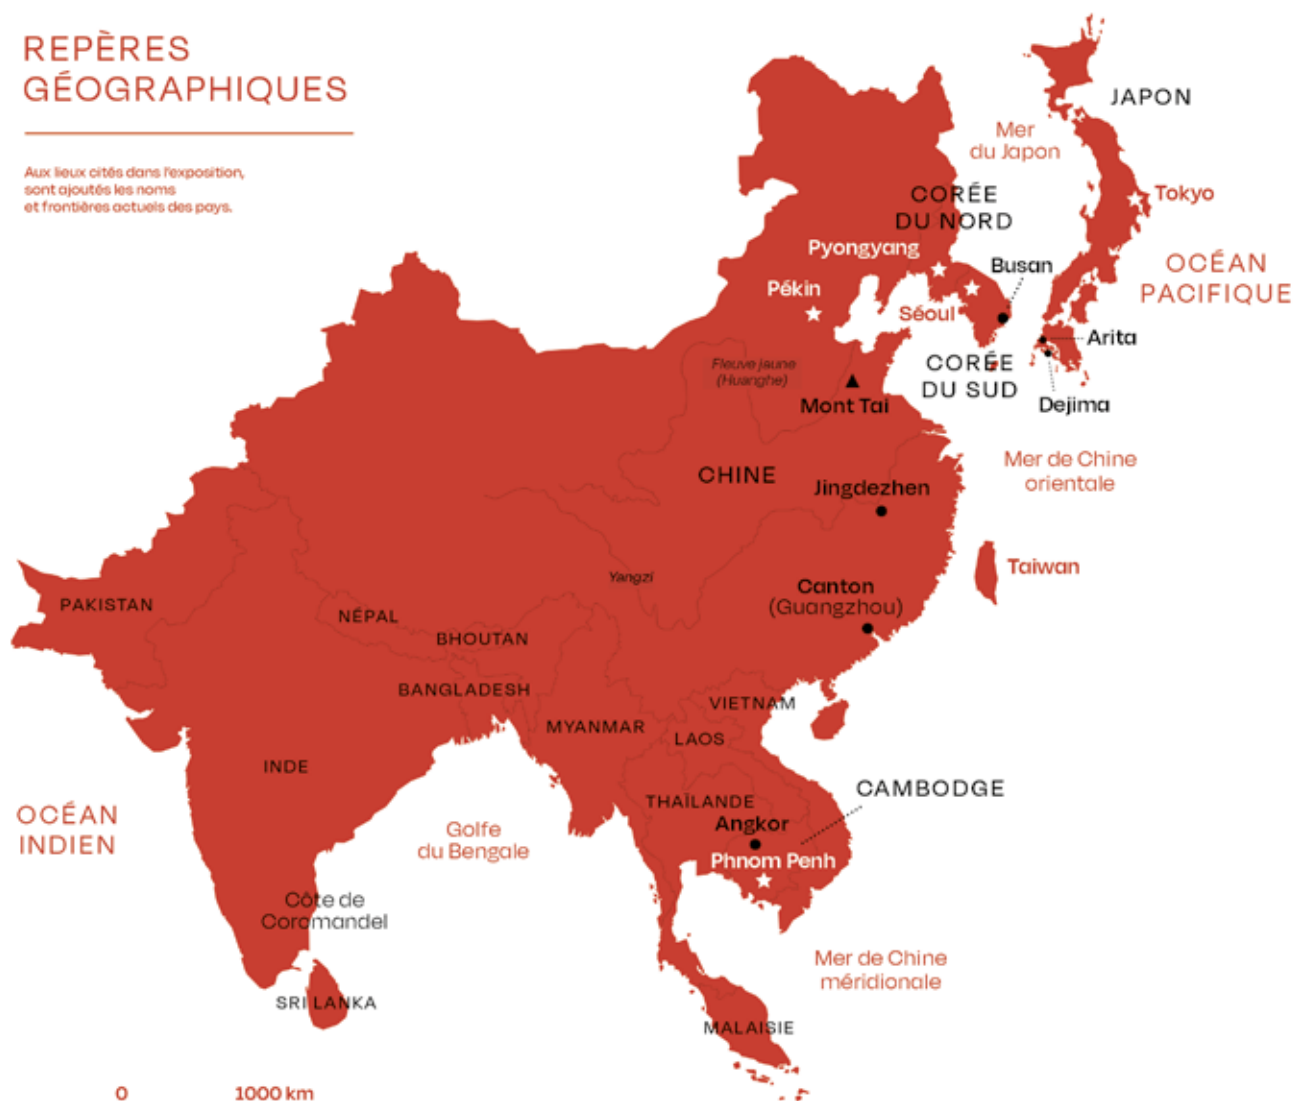 REPÈRES
GÉOGRAPHIQUES
Aux lieux cités dans l'exposition,
sont ajoutés les noms
et frontières actuels des pays.
JAPON
Mer
du Japon
CORÉE
DU NORD
Tokyo
Pyongyang
Busan
OCÉAN
PACIFIQUE
Pékin
Séoul
Arita
Fleuve jaune
(Huanghe)
CORÉE
DU SUD
Mont Tai
Dejima
Mer de Chine
orientale
CHINE
Jingdezhen
Taiwan
Yangzi
Canton
(Guangzhou)
PAKISTAN
NÉPAL
BHOUTAN
BANGLADESH
VIETNAM
MYANMAR
LAOS
INDE
CAMBODGE
THAÏLANDE
OCÉAN
INDIEN
Angkor
Golfe
du Bengale
Phnom Penh
Côte de
Coromandel
Mer de Chine
méridionale
SRI LANKA
MALAISIE
0 1000 km